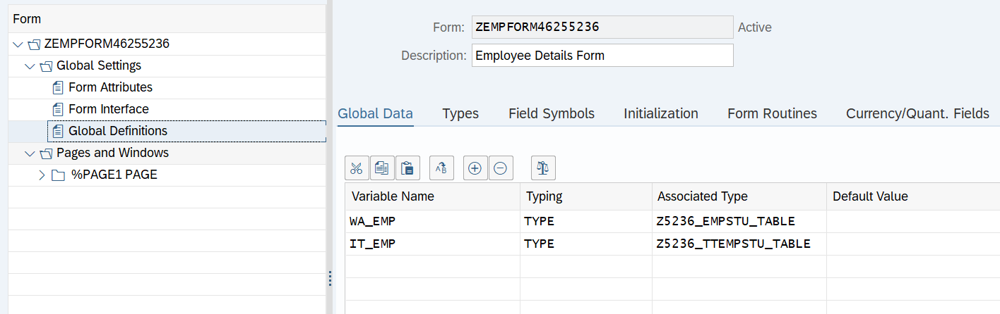 Form
ZEMPFORM46255236
Global Settings
Form Attributes
Form Interface
Global Definitions
Pages and Windows
%PAGE1 PAGE
Form: ZEMPFORM46255236 Active
Description: Employee Details Form
Global Data Types Field Symbols Initialization Form Routines Currency/Quant. Fields
Variable Name Typing Associated Type Default Value
WA_EMP TYPE Z5236_EMPSTU_TABLE
IT_EMP TYPE Z5236_TTEMPSTU_TABLE